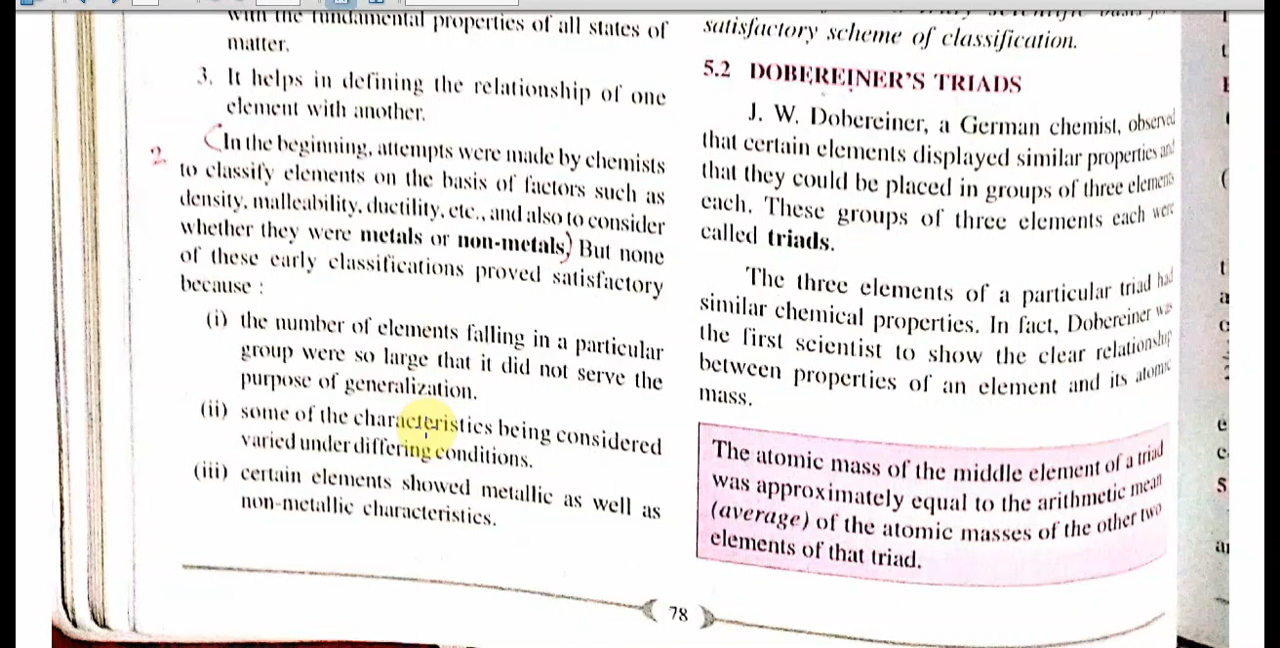 with the fundamental properties of all states of
matter.
3. It helps in defining the relationship of one
element with another.
2
(In the beginning, attempts were made by chemists
to classify elements on the basis of factors such as
density, malleability, ductility, etc., and also to consider
whether they were metals or non-metals.) But none
of these early classifications proved satisfactory
because :
(i) the number of elements falling in a particular
group were so large that it did not serve the
purpose of generalization.
(ii) some of the characteristics being considered
varied under differing conditions.
(iii) certain elements showed metallic as well as
non-metallic characteristics.
satisfactory scheme of classification.
5.2 DOBEREINER'S TRIADS
J. W. Dobereiner, a German chemist, observed
that certain elements displayed similar properties and
that they could be placed in groups of three elements
each. These groups of three elements each were
called triads.
The three elements of a particular triad had
similar chemical properties. In fact, Dobereiner was
the first scientist to show the clear relationship
between properties of an element and its atomic
mass.
The atomic mass of the middle element of a triad
was approximately equal to the arithmetic mean
(average) of the atomic masses of the other two
elements of that triad.
78